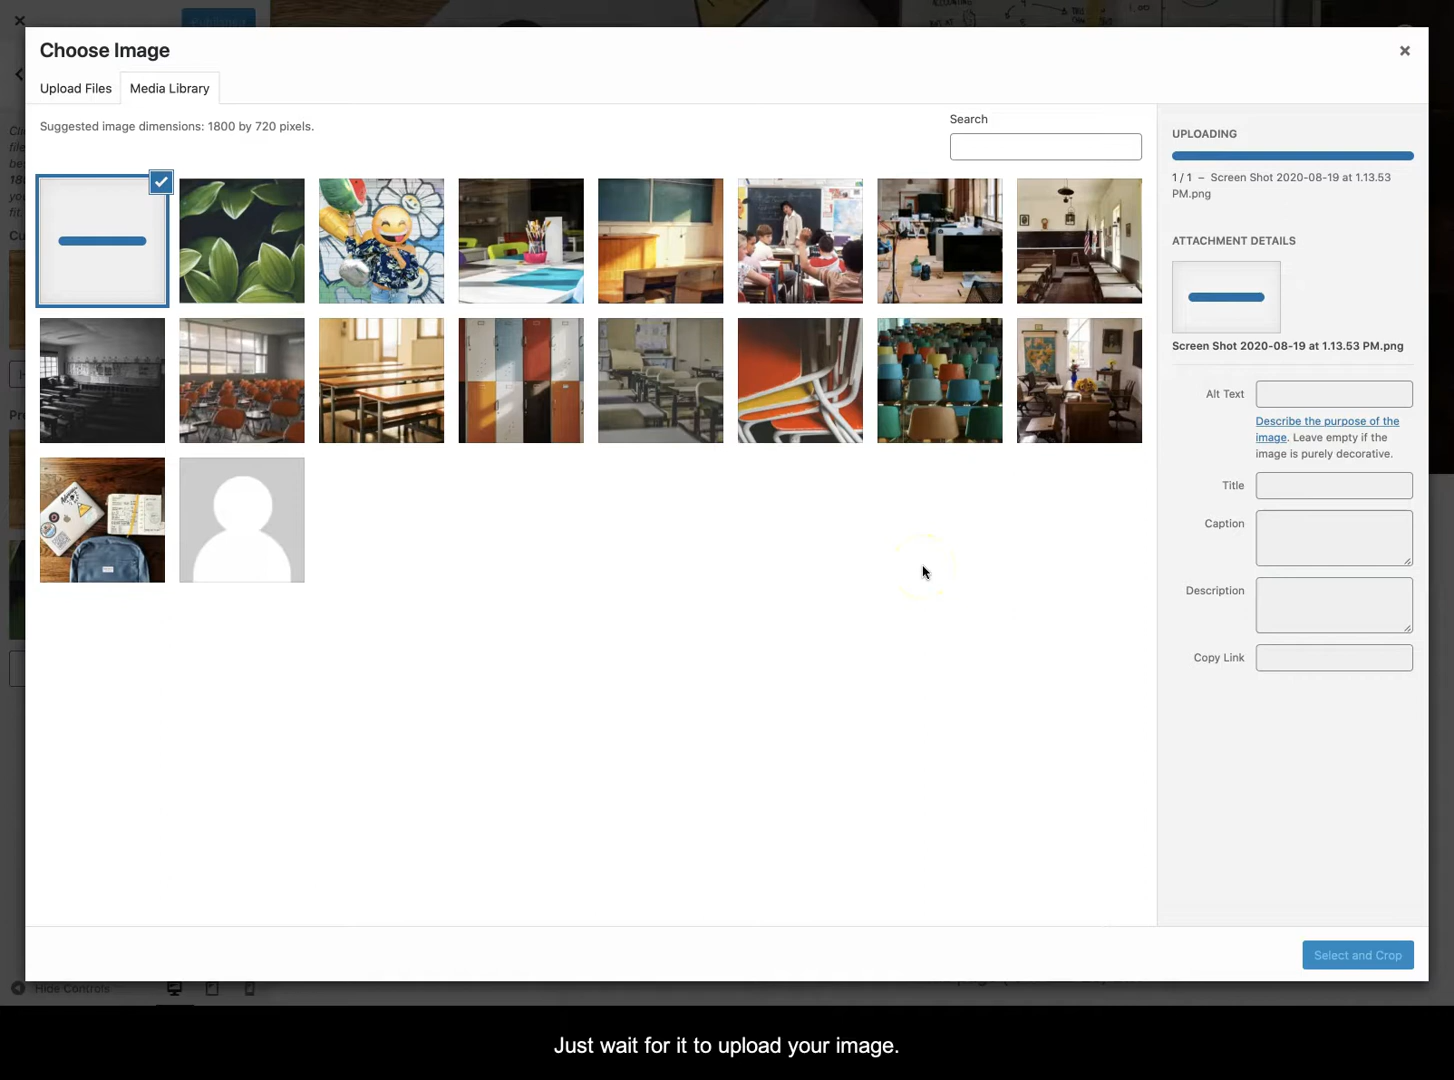 Published
Choose Image
Upload Files
Media Library
Suggested image dimensions: 1800 by 720 pixels.
Search
UPLOADING
1 / 1 – Screen Shot 2020-08-19 at 1.13.53
PM.png
ATTACHMENT DETAILS
Screen Shot 2020-08-19 at 1.13.53 PM.png
Alt Text
Describe the purpose of the
image. Leave empty if the
image is purely decorative.
Title
Caption
Description
Copy Link
Select and Crop
Hide Controls
Just wait for it to upload your image.